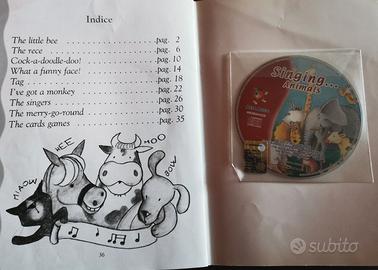 Indice
The little bee pag. 2
The rece pag. 6
Cock-a-doodle-doo! pag. 10
What a funny face! pag. 14
Tag pag. 18
I've got a monkey pag. 22
The singers pag. 26
The merry-go-round pag. 30
The cards games pag. 35
MIAOW
HEE
MOO
BOW
36
Singing...
Animals
subito